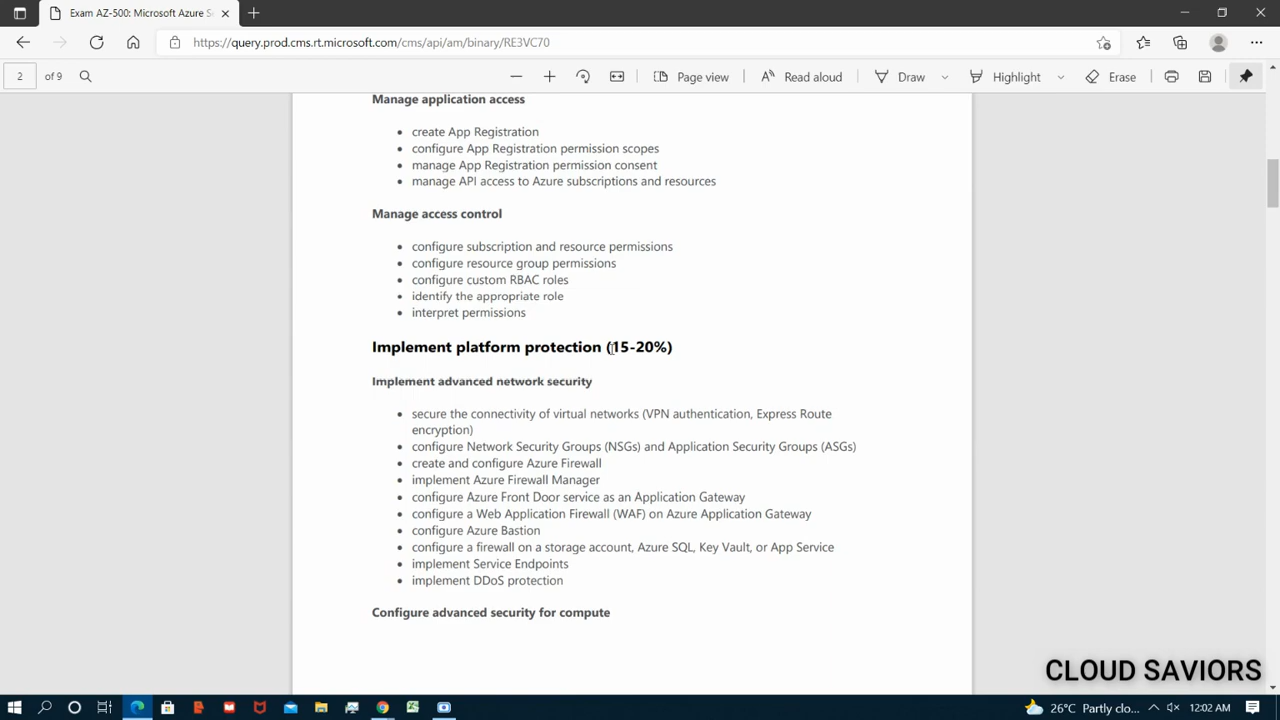 Exam AZ-500: Microsoft Azure S
https://query.prod.cms.rt.microsoft.com/cms/api/am/binary/RE3VC70
2 of 9
Page view
Read aloud
Draw
Highlight
Erase
Manage application access
• create App Registration
• configure App Registration permission scopes
• manage App Registration permission consent
• manage API access to Azure subscriptions and resources
Manage access control
• configure subscription and resource permissions
• configure resource group permissions
• configure custom RBAC roles
• identify the appropriate role
• interpret permissions
Implement platform protection (15-20%)
Implement advanced network security
• secure the connectivity of virtual networks (VPN authentication, Express Route
encryption)
• configure Network Security Groups (NSGs) and Application Security Groups (ASGs)
• create and configure Azure Firewall
• implement Azure Firewall Manager
• configure Azure Front Door service as an Application Gateway
• configure a Web Application Firewall (WAF) on Azure Application Gateway
• configure Azure Bastion
• configure a firewall on a storage account, Azure SQL, Key Vault, or App Service
• implement Service Endpoints
• implement DDoS protection
Configure advanced security for compute
CLOUD SAVIORS
26°C Partly clo...
12:02 AM